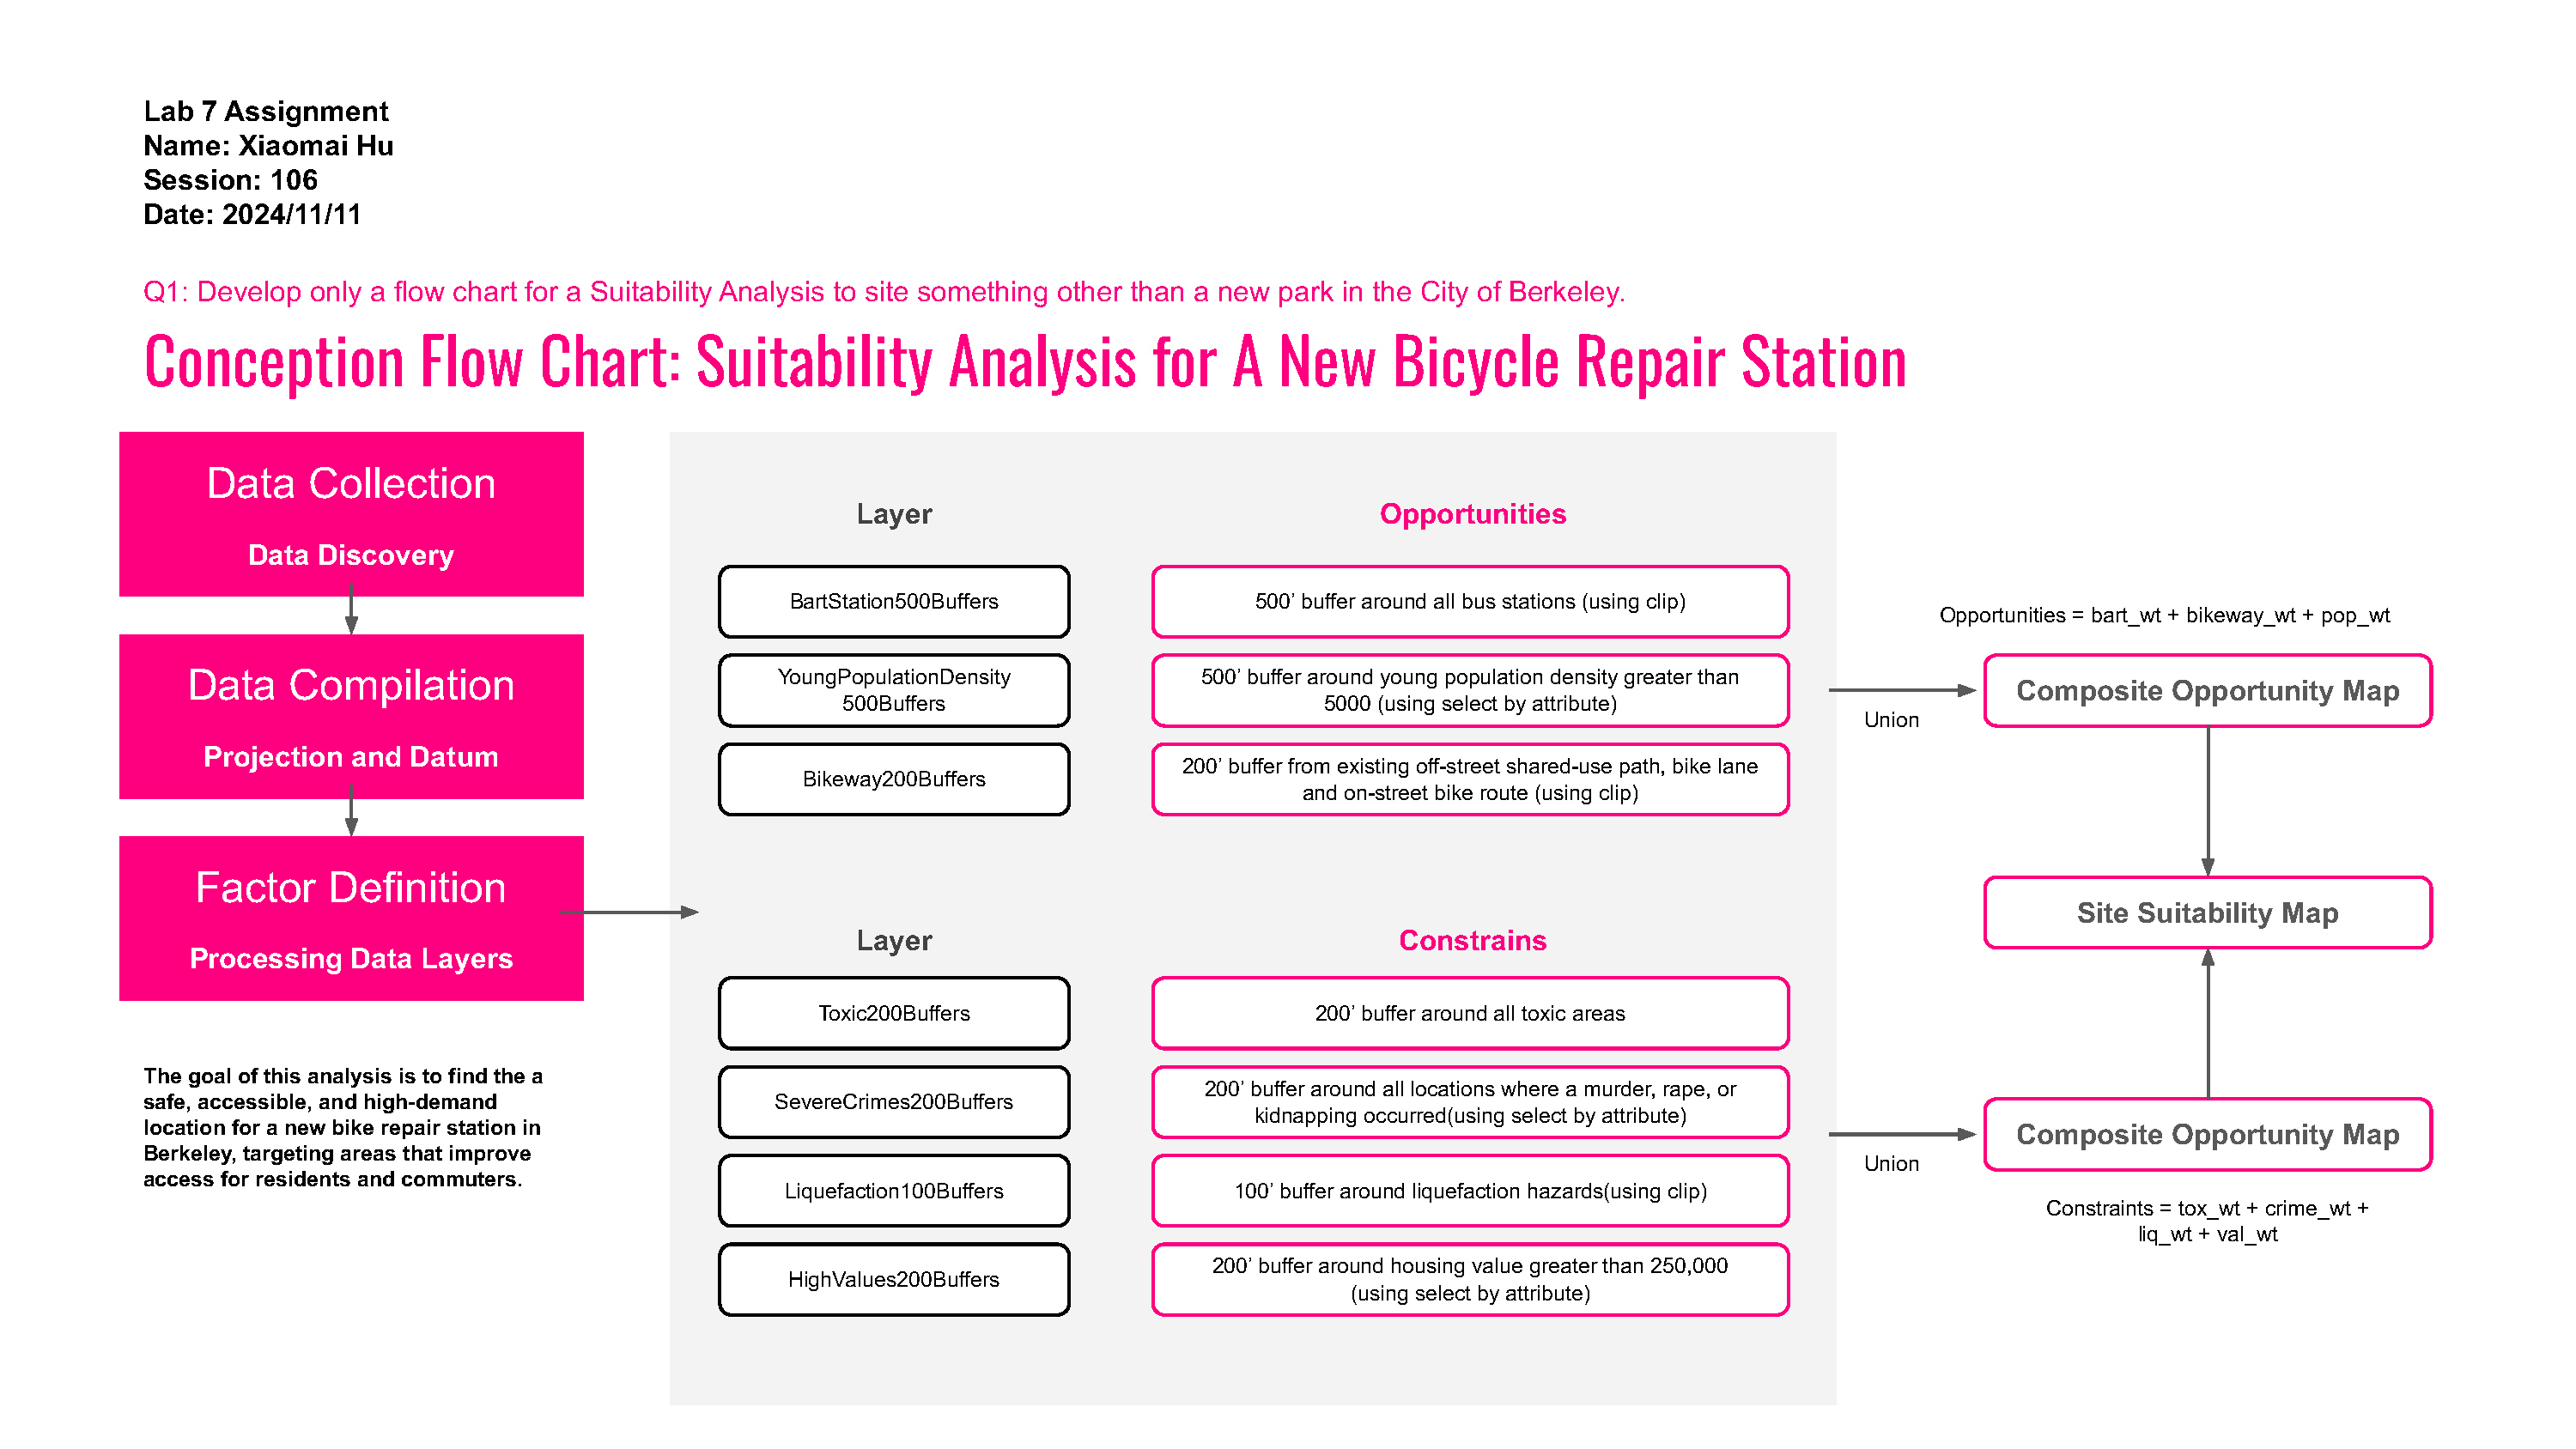 Lab 7 Assignment
Name: Xiaomai Hu
Session: 106
Date: 2024/11/11
Q1: Develop only a flow chart for a Suitability Analysis to site something other than a new park in the City of Berkeley.
Conception Flow Chart: Suitability Analysis for A New Bicycle Repair Station
Data Collection
Data Discovery
Data Compilation
Projection and Datum
Factor Definition
Processing Data Layers
The goal of this analysis is to find the a
safe, accessible, and high-demand
location for a new bike repair station in
Berkeley, targeting areas that improve
access for residents and commuters.
Layer
Opportunities
BartStation500Buffers
500’ buffer around all bus stations (using clip)
YoungPopulationDensity
500Buffers
500’ buffer around young population density greater than
5000 (using select by attribute)
Bikeway200Buffers
200’ buffer from existing off-street shared-use path, bike lane
and on-street bike route (using clip)
Layer
Constrains
Toxic200Buffers
200’ buffer around all toxic areas
SevereCrimes200Buffers
200’ buffer around all locations where a murder, rape, or
kidnapping occurred(using select by attribute)
Liquefaction100Buffers
100’ buffer around liquefaction hazards(using clip)
HighValues200Buffers
200’ buffer around housing value greater than 250,000
(using select by attribute)
Opportunities = bart_wt + bikeway_wt + pop_wt
Union
Composite Opportunity Map
Site Suitability Map
Union
Composite Opportunity Map
Constraints = tox_wt + crime_wt +
liq_wt + val_wt